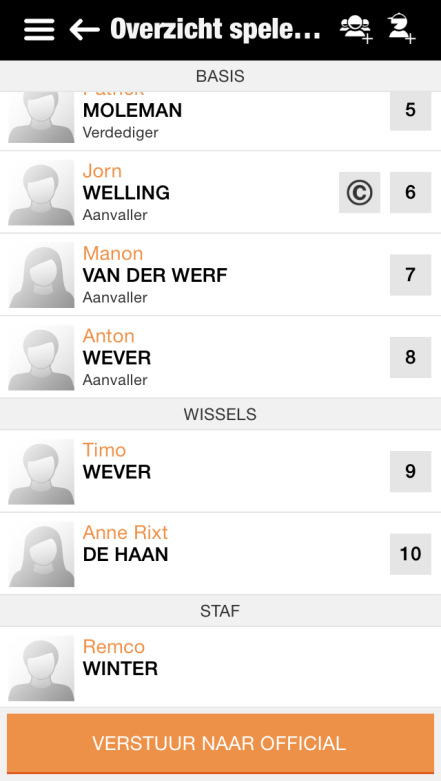 Overzicht spele...
BASIS
Patrick
MOLEMAN
Verdediger
5
Jorn
WELLING
Aanvaller
© 6
Manon
VAN DER WERF
Aanvaller
7
Anton
WEVER
Aanvaller
8
WISSELS
Timo
WEVER
9
Anne Rixt
DE HAAN
10
STAF
Remco
WINTER
VERSTUUR NAAR OFFICIAL